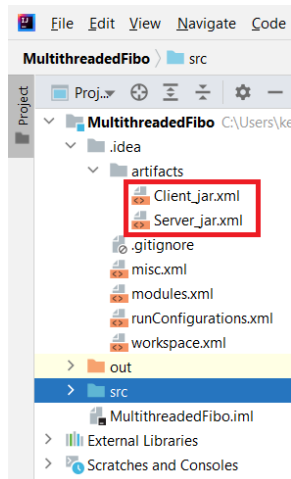 File Edit View Navigate Code
MultithreadedFibo src
Project
Proj..
MultithreadedFibo C:\Users\ke
.idea
artifacts
Client_jar.xml
Server_jar.xml
.gitignore
misc.xml
modules.xml
runConfigurations.xml
workspace.xml
out
src
MultithreadedFibo.iml
External Libraries
Scratches and Consoles